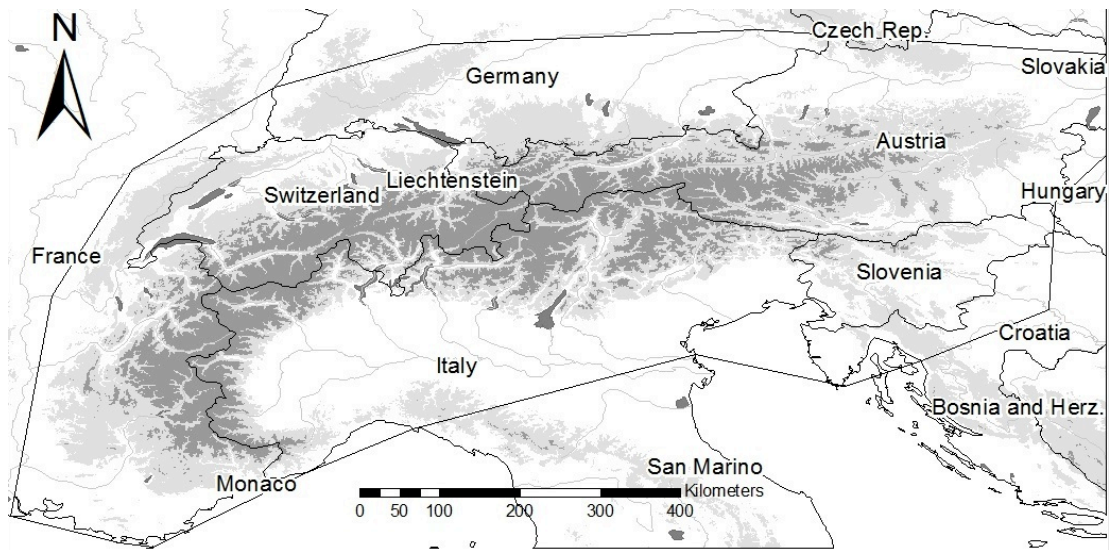 N
Czech Rep.
Germany
Slovakia
Austria
Liechtenstein
Switzerland
Hungary
France
Slovenia
Croatia
Italy
Bosnia and Herz.
San Marino
Monaco
Kilometers
0 50 100 200 300 400